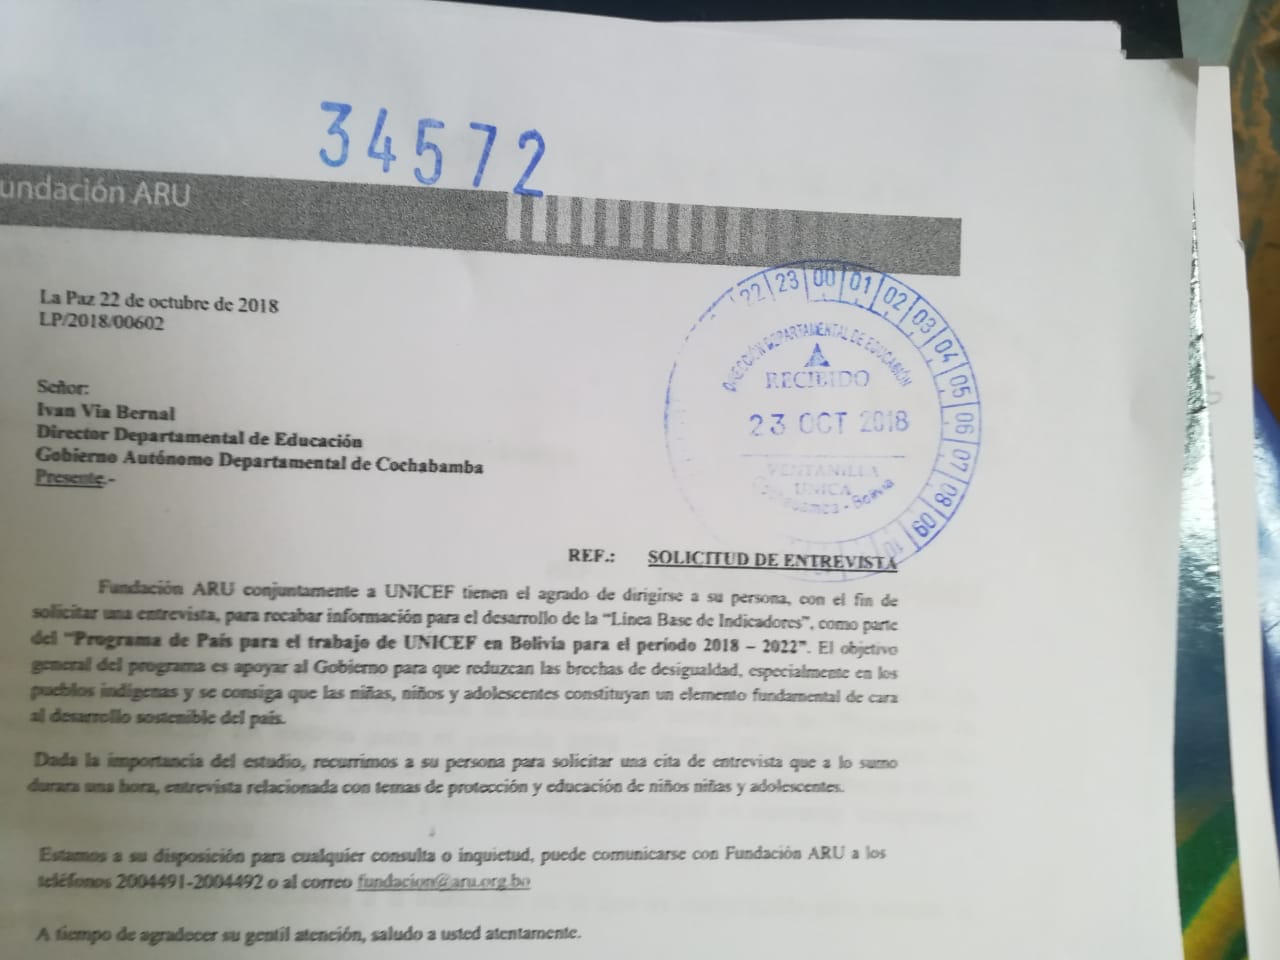 34572
undación ARU
La Paz 22 de octubre de 2018
LP/2018/00602
22 23 00 01 02 03 04 05 06 07 08 09 10
DIRECCIÓN DEPARTAMENTAL DE EDUCACIÓN
RECIBIDO
23 OCT 2018
VENTANILLA
UNICA
Cochabamba - Bolivia
Señor:
Ivan Via Bernal
Director Departamental de Educación
Gobierno Autónomo Departamental de Cochabamba
Presente.-
REF.: SOLICITUD DE ENTREVISTA
Fundación ARU conjuntamente a UNICEF tienen el agrado de dirigirse a su persona, con el fin de
solicitar una entrevista, para recabar información para el desarrollo de la “Línea Base de Indicadores”, como parte
del “Programa de País para el trabajo de UNICEF en Bolivia para el período 2018 – 2022”. El objetivo
general del programa es apoyar al Gobierno para que reduzcan las brechas de desigualdad, especialmente en los
pueblos indígenas y se consiga que las niñas, niños y adolescentes constituyan un elemento fundamental de cara
al desarrollo sostenible del país.
Dada la importancia del estudio, recurrimos a su persona para solicitar una cita de entrevista que a lo sumo
durara una hora, entrevista relacionada con temas de protección y educación de niños niñas y adolescentes.
Estamos a su disposición para cualquier consulta o inquietud, puede comunicarse con Fundación ARU a los
teléfonos 2004491-2004492 o al correo fundacion@aru.org.bo
A tiempo de agradecer su gentil atención, saludo a usted atentamente.